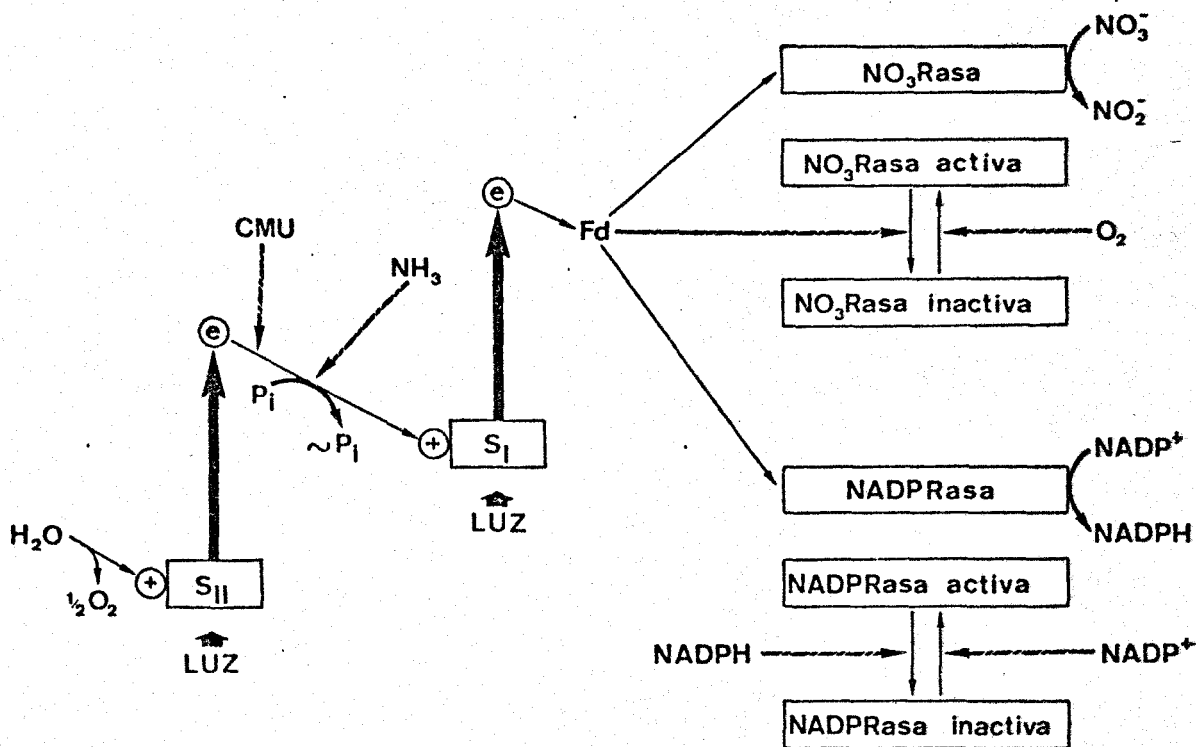 NO₃⁻
NO₃Rasa
NO₂⁻
NO₃Rasa activa
e
Fd
O₂
CMU
NH₃
NO₃Rasa inactiva
e
Pi
~Pi
+
SI
LUZ
NADP⁺
NADPRasa
NADPH
H₂O
½O₂
+
SII
LUZ
NADPRasa activa
NADPH
NADP⁺
NADPRasa inactiva